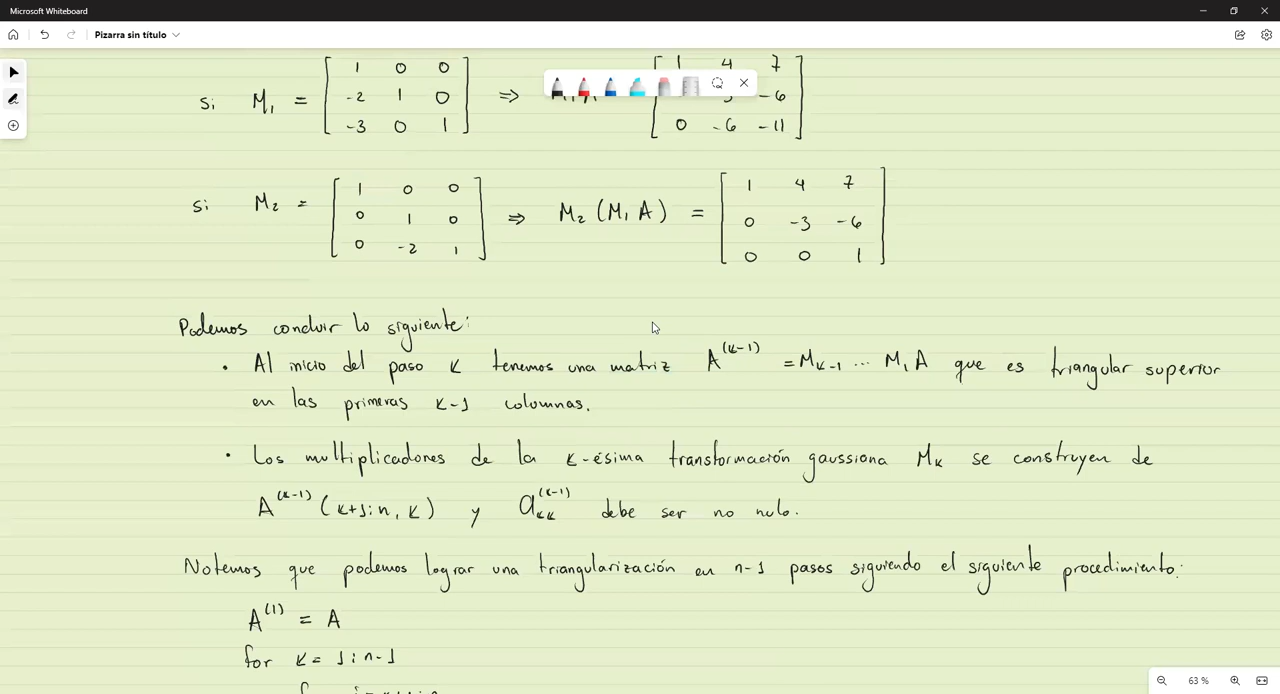 Microsoft Whiteboard
Pizarra sin título
si M₁ = [ 1 0 0 ; -2 1 0 ; -3 0 1 ] ⇒ [ 1 4 7 ; -6 ; 0 -6 -11 ]
si M₂ = [ 1 0 0 ; 0 1 0 ; 0 -2 1 ] ⇒ M₂ (M₁ A) = [ 1 4 7 ; 0 -3 -6 ; 0 0 1 ]
Podemos concluir lo siguiente:
• Al inicio del paso K tenemos una matriz A^(K-1) = M_K-1 ... M₁ A que es triangular superior
en las primeras K-1 columnas.
• Los multiplicadores de la K-ésima transformación gaussiana M_K se construyen de
A^(K-1) (K+1:n, K) y a_KK^(K-1) debe ser no nulo.
Notemos que podemos lograr una triangularización en n-1 pasos siguiendo el siguiente procedimiento:
A^(1) = A
for K = 1:n-1
63 %